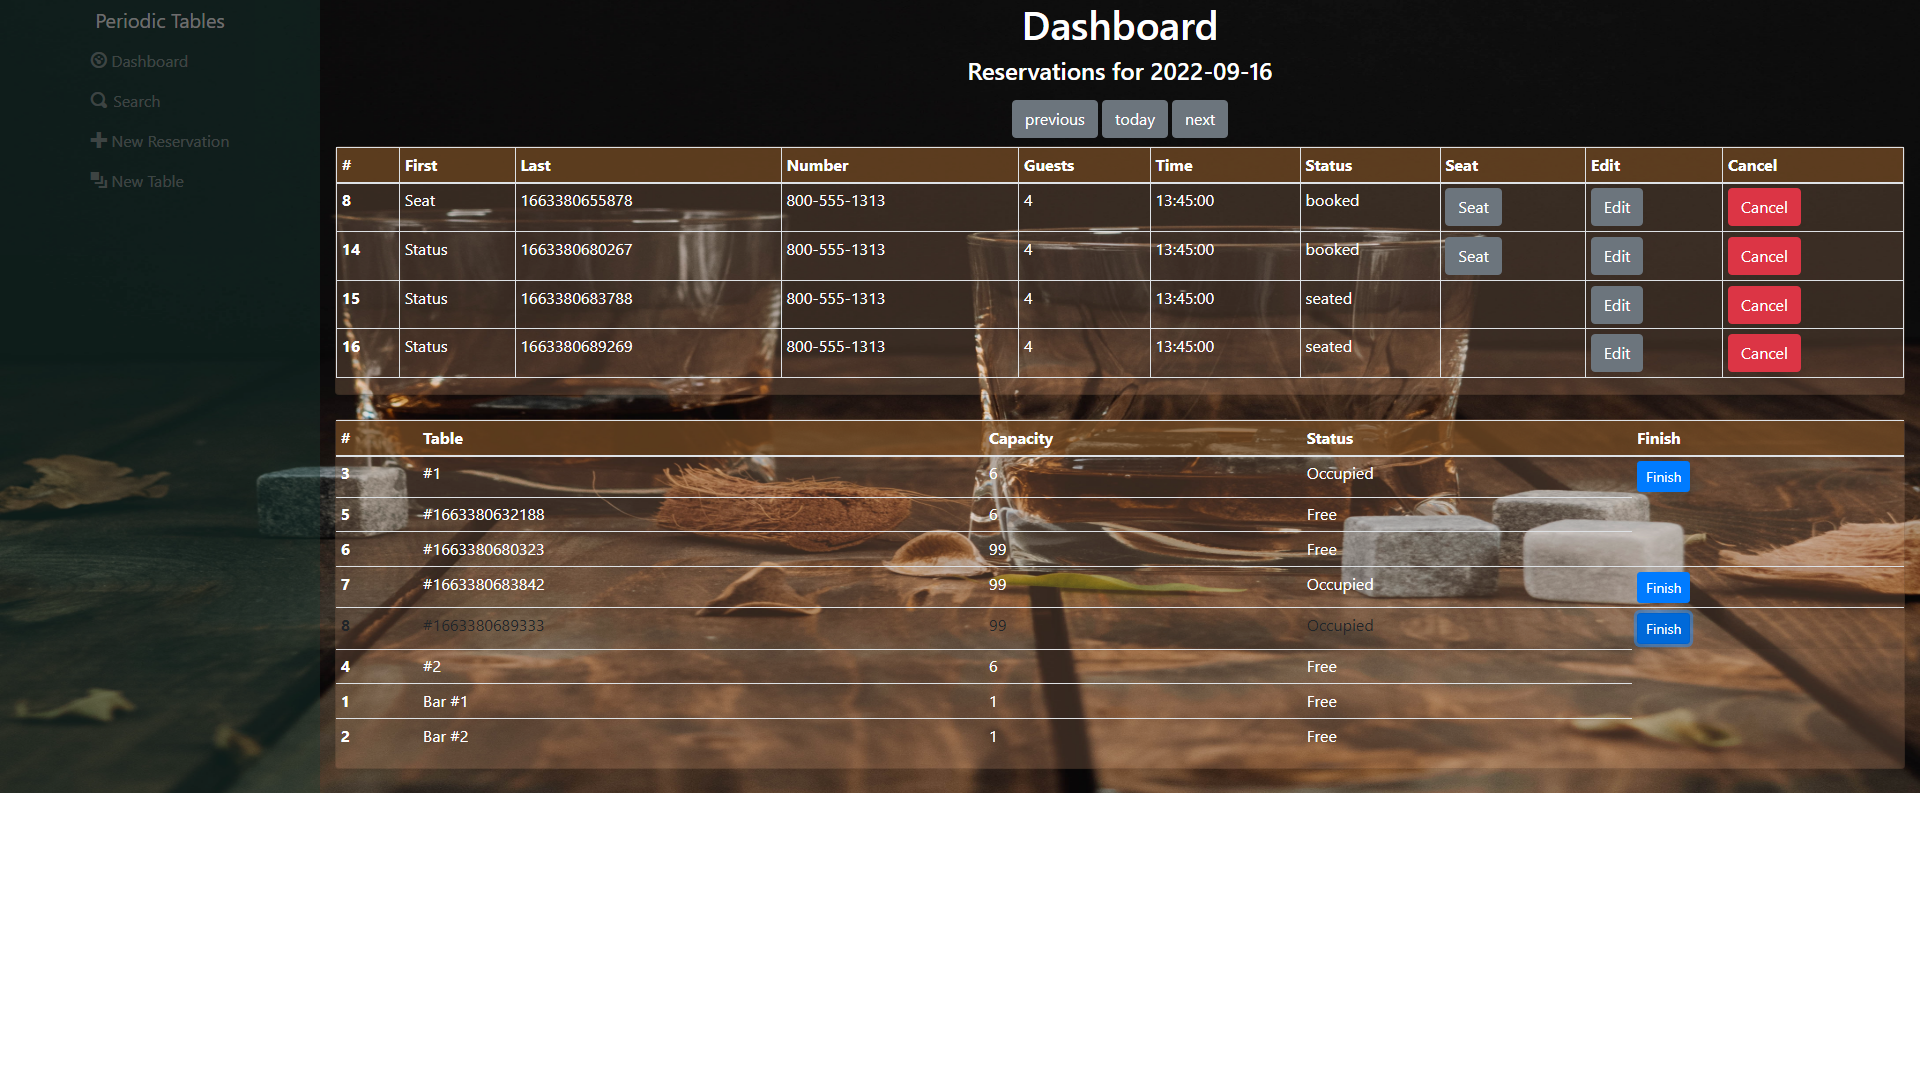 Periodic Tables
Dashboard
Search
New Reservation
New Table
Dashboard
Reservations for 2022-09-16
previous today next
# First Last Number Guests Time Status Seat Edit Cancel
8 Seat 1663380655878 800-555-1313 4 13:45:00 booked Seat Edit Cancel
14 Status 1663380680267 800-555-1313 4 13:45:00 booked Seat Edit Cancel
15 Status 1663380683788 800-555-1313 4 13:45:00 seated Edit Cancel
16 Status 1663380689269 800-555-1313 4 13:45:00 seated Edit Cancel
# Table Capacity Status Finish
3 #1 6 Occupied Finish
5 #1663380632188 6 Free
6 #1663380680323 99 Free
7 #1663380683842 99 Occupied Finish
8 #1663380689333 99 Occupied Finish
4 #2 6 Free
1 Bar #1 1 Free
2 Bar #2 1 Free